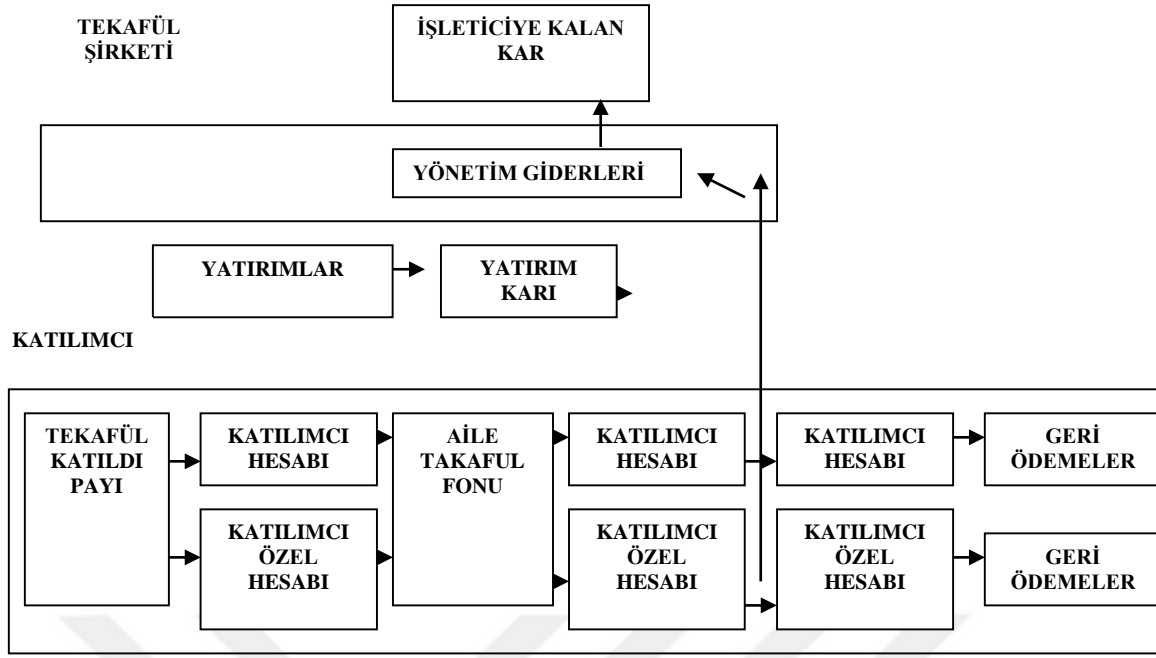 TEKAFÜL
ŞİRKETİ
İŞLETİCİYE KALAN
KAR
YÖNETİM GİDERLERİ
YATIRIMLAR
YATIRIM
KARI
KATILIMCI
TEKAFÜL
KATILDI
PAYI
KATILIMCI
HESABI
AİLE
TAKAFUL
FONU
KATILIMCI
HESABI
KATILIMCI
HESABI
GERİ
ÖDEMELER
KATILIMCI
ÖZEL
HESABI
KATILIMCI
ÖZEL
HESABI
KATILIMCI
ÖZEL
HESABI
GERİ
ÖDEMELER